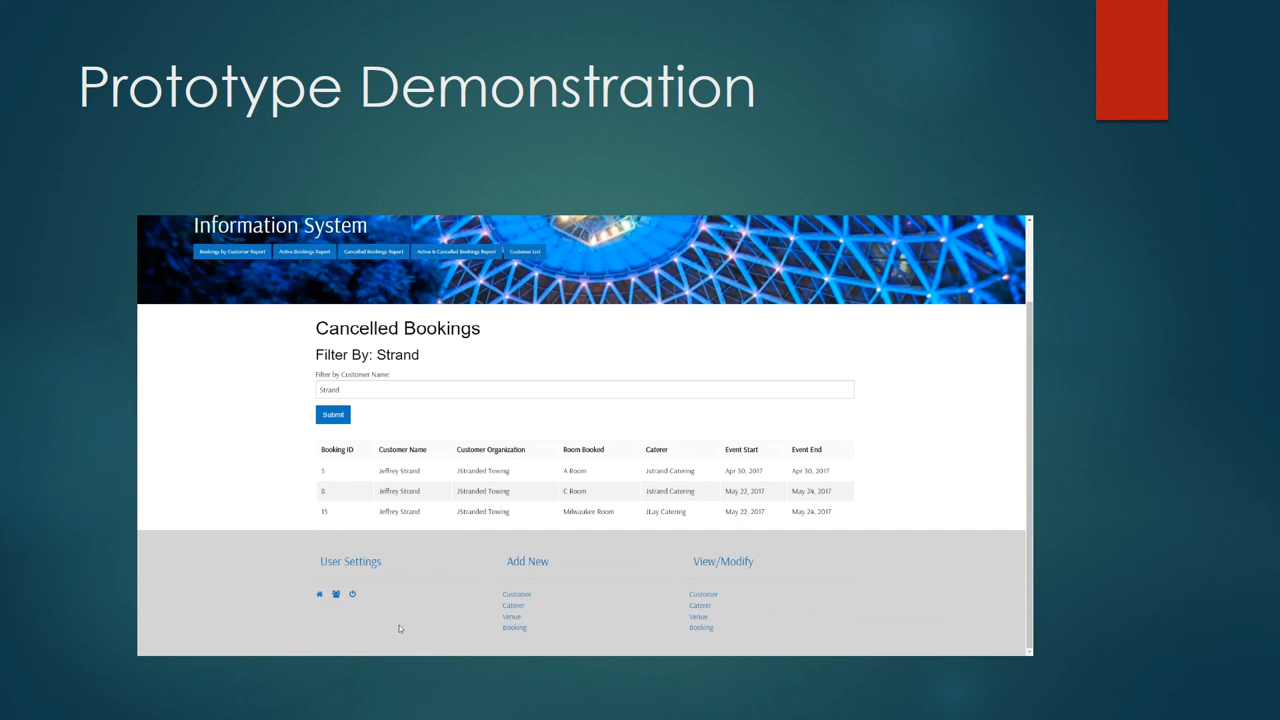 Prototype Demonstration
Information System
Bookings by Customer Report Active Bookings Report Cancelled Bookings Report Active & Cancelled Bookings Report Customer List
Cancelled Bookings
Filter By: Strand
Filter by Customer Name:
Strand
Submit
Booking ID Customer Name Customer Organization Room Booked Caterer Event Start Event End
5 Jeffrey Strand JStranded Towing A Room Jstrand Catering Apr 30, 2017 Apr 30, 2017
8 Jeffrey Strand JStranded Towing C Room Jstrand Catering May 22, 2017 May 24, 2017
15 Jeffrey Strand JStranded Towing Milwaukee Room JLay Catering May 22, 2017 May 24, 2017
User Settings Add New View/Modify
Customer Customer
Caterer Caterer
Venue Venue
Booking Booking